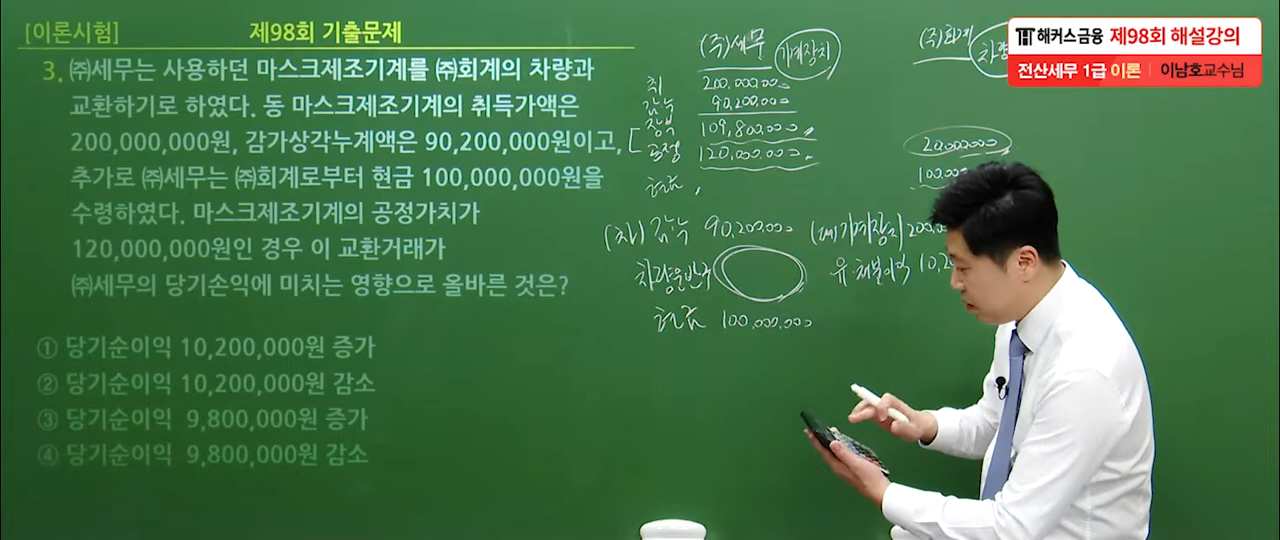 [이론시험]
제98회 기출문제
3. ㈜세무는 사용하던 마스크제조기계를 ㈜회계의 차량과
교환하기로 하였다. 동 마스크제조기계의 취득가액은
200,000,000원, 감가상각누계액은 90,200,000원이고,
추가로 ㈜세무는 ㈜회계로부터 현금 100,000,000원을
수령하였다. 마스크제조기계의 공정가치가
120,000,000원인 경우 이 교환거래가
㈜세무의 당기손익에 미치는 영향으로 올바른 것은?
① 당기순이익 10,200,000원 증가
② 당기순이익 10,200,000원 감소
③ 당기순이익 9,800,000원 증가
④ 당기순이익 9,800,000원 감소
(주)세무 기계장치
취 200,000,000
감누 90,200,000
장부 109,800,000
공정 120,000,000
현금
(차) 감누 90,200,000 (대) 기계장치 200,
차량운반구 유·처분이익 10,2
현금 100,000,000
(주)회계 차량
20,000,000
100,000
해커스금융 제98회 해설강의
전산세무 1급 이론 | 이남호교수님